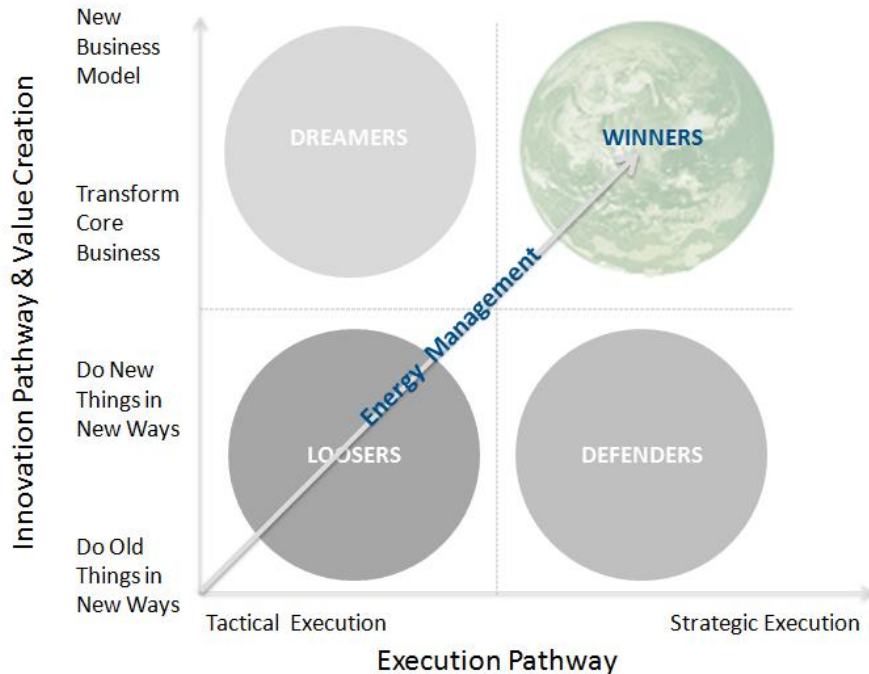 New
Business
Model
Transform
Core
Business
Do New
Things in
New Ways
Do Old
Things in
New Ways
Innovation Pathway & Value Creation
DREAMERS
WINNERS
Energy Management
LOOSERS
DEFENDERS
Tactical Execution
Strategic Execution
Execution Pathway